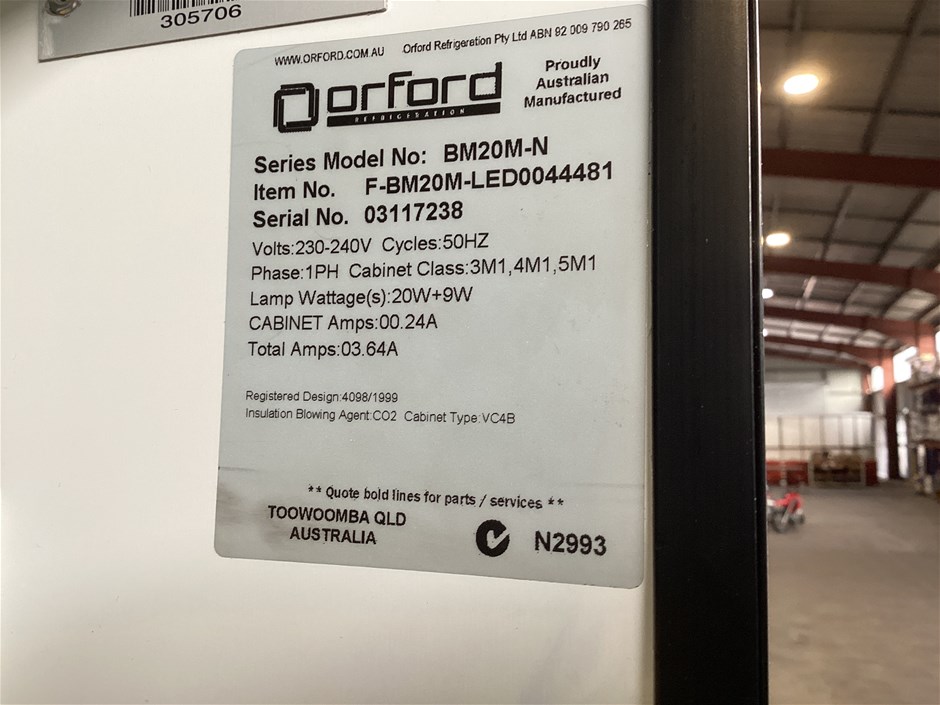 305706
WWW.ORFORD.COM.AU Orford Refrigeration Pty Ltd ABN 92 009 790 265
orford
REFRIGERATION
Proudly
Australian
Manufactured
Series Model No: BM20M-N
Item No. F-BM20M-LED0044481
Serial No. 03117238
Volts:230-240V Cycles:50HZ
Phase:1PH Cabinet Class:3M1,4M1,5M1
Lamp Wattage(s):20W+9W
CABINET Amps:00.24A
Total Amps:03.64A
Registered Design:4098/1999
Insulation Blowing Agent:CO2 Cabinet Type:VC4B
** Quote bold lines for parts / services **
TOOWOOMBA QLD
AUSTRALIA
N2993